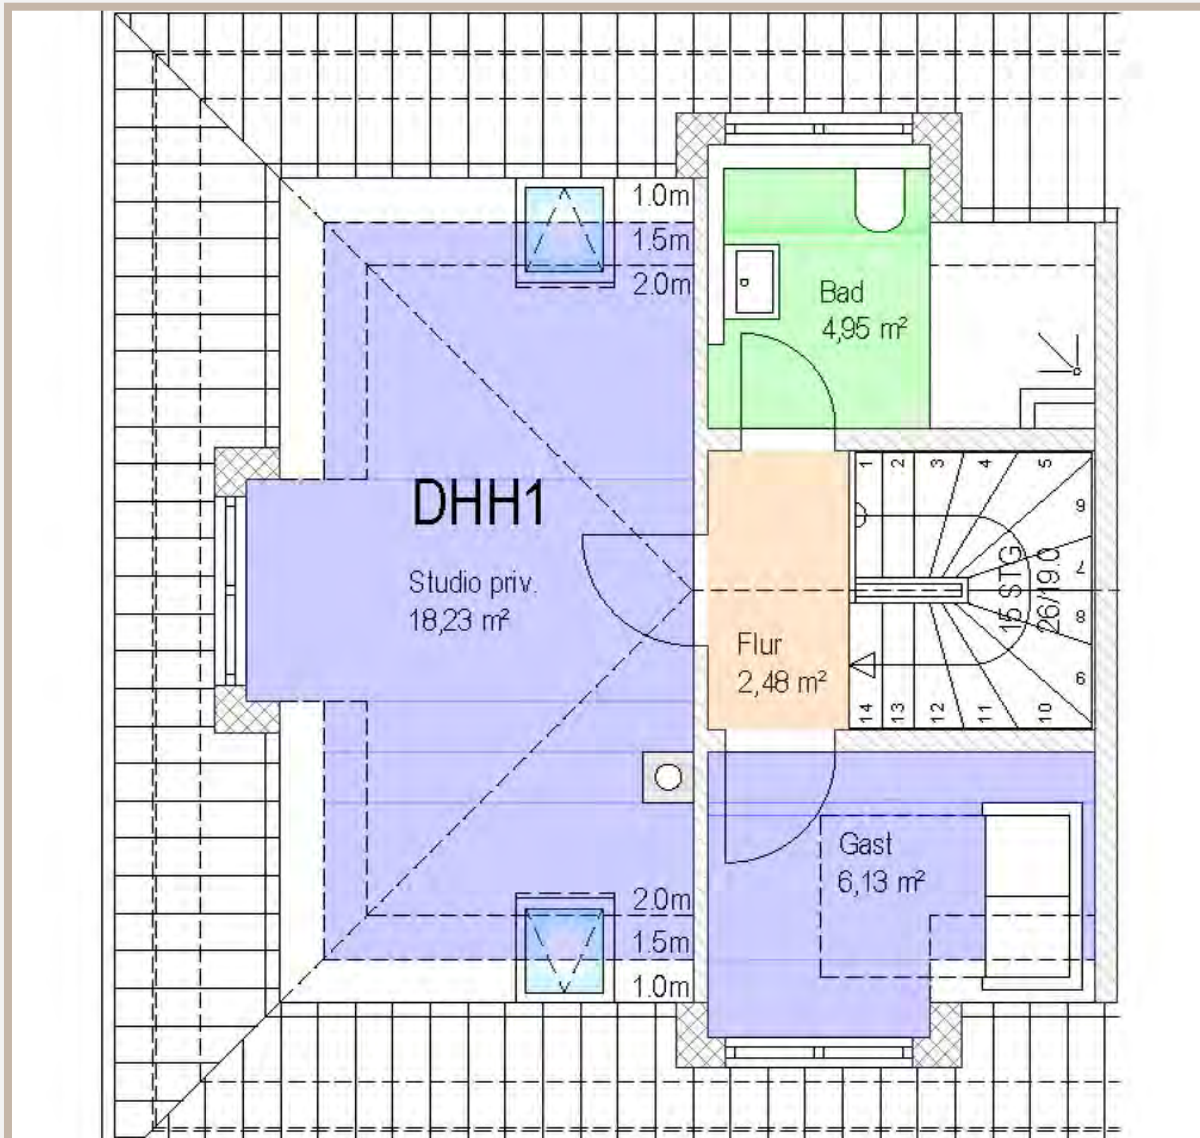 1.0m
1.5m
2.0m
Bad
4,95 m²
DHH1
Studio priv.
18,23 m²
Flur
2,48 m²
1 2 3 4 5
6
7
8
9
14 13 12 11 10
15 STG
26/19.0
Gast
6,13 m²
2.0m
1.5m
1.0m